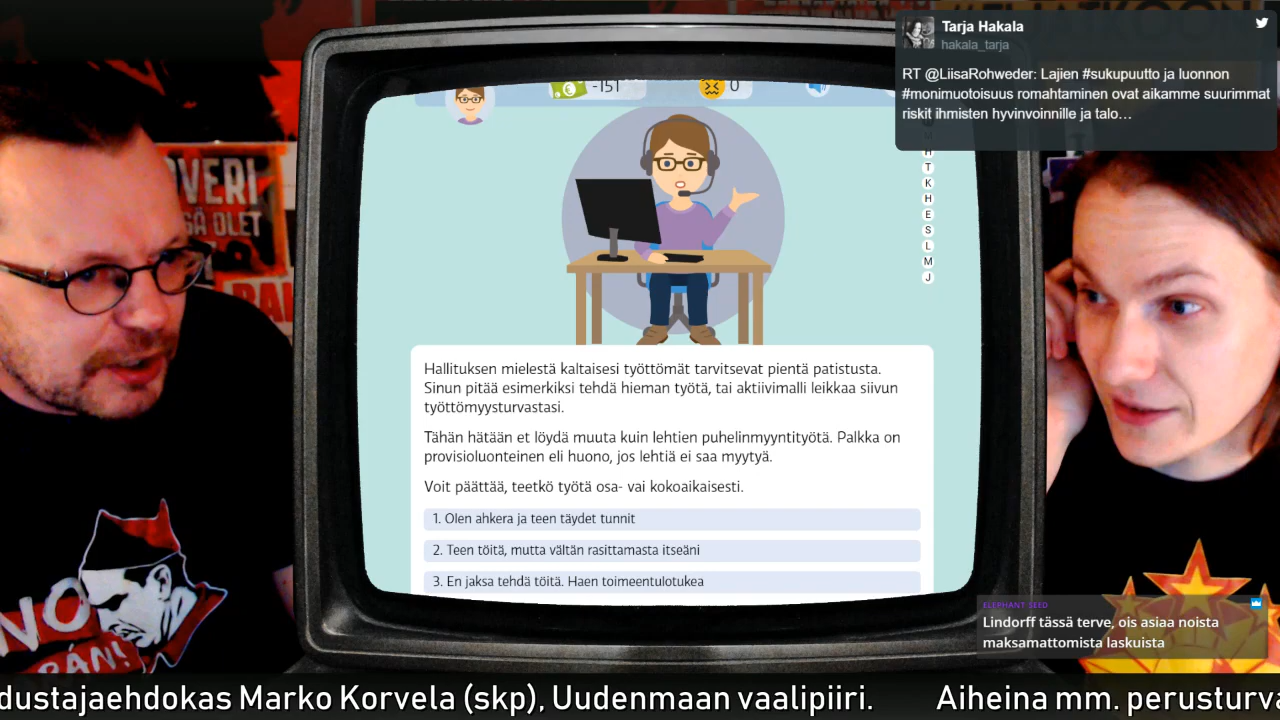 Tarja Hakala
hakala_tarja
RT @LiisaRohweder: Lajien #sukupuutto ja luonnon
#monimuotoisuus romahtaminen ovat aikamme suurimmat
riskit ihmisten hyvinvoinnille ja talo…
-151
0
H
T
K
H
E
S
L
M
J
OVERI
OLET
Hallituksen mielestä kaltaisesi työttömät tarvitsevat pientä patistusta.
Sinun pitää esimerkiksi tehdä hieman työtä, tai aktiivimalli leikkaa siivun
työttömyysturvastasi.
Tähän hätään et löydä muuta kuin lehtien puhelinmyyntityötä. Palkka on
provisioluonteinen eli huono, jos lehtiä ei saa myytyä.
Voit päättää, teetkö työtä osa- vai kokoaikaisesti.
1. Olen ahkera ja teen täydet tunnit
2. Teen töitä, mutta vältän rasittamasta itseäni
3. En jaksa tehdä töitä. Haen toimeentulotukea
NO
RÁN!
ELEPHANT SEED
Lindorff tässä terve, ois asiaa noista
maksamattomista laskuista
dustajaehdokas Marko Korvela (skp), Uudenmaan vaalipiiri. Aiheina mm. perusturva